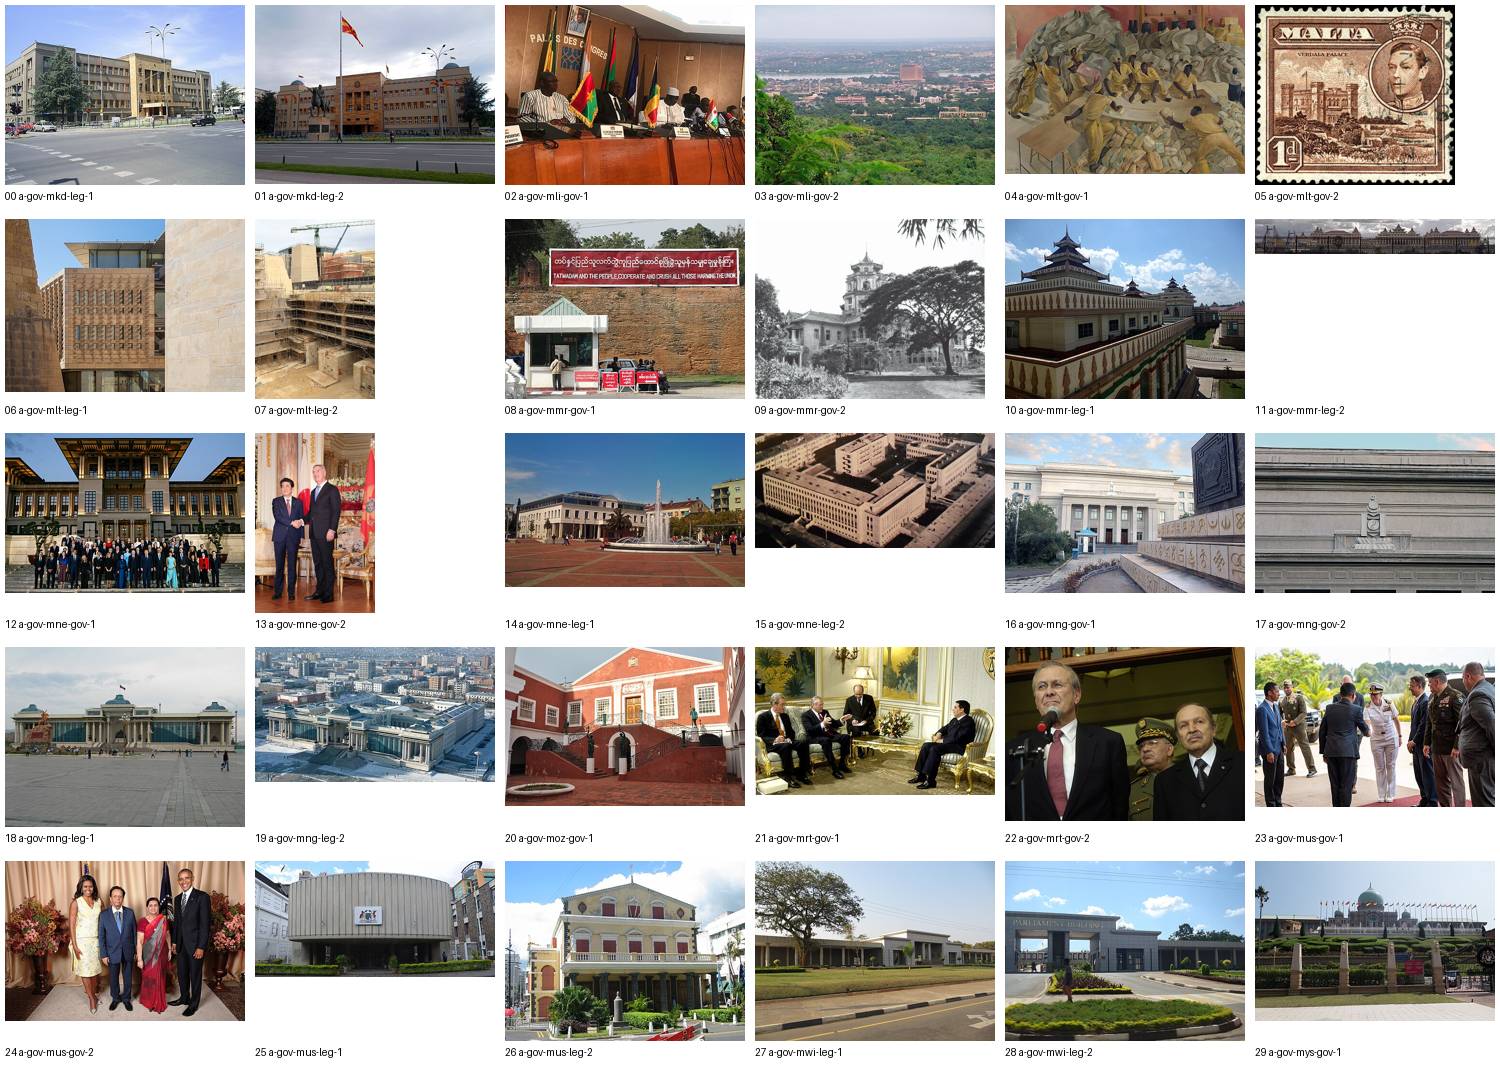 PALAIS DES CONGRES
MALTA
VERDALA PALACE
1d
00 a-gov-mkd-leg-1
01 a-gov-mkd-leg-2
02 a-gov-mli-gov-1
03 a-gov-mli-gov-2
04 a-gov-mlt-gov-1
05 a-gov-mlt-gov-2
TATMADAW AND THE PEOPLE, COOPERATE AND CRUSH ALL THOSE HARMING THE UNION
06 a-gov-mlt-leg-1
07 a-gov-mlt-leg-2
08 a-gov-mmr-gov-1
09 a-gov-mmr-gov-2
10 a-gov-mmr-leg-1
11 a-gov-mmr-leg-2
12 a-gov-mne-gov-1
13 a-gov-mne-gov-2
14 a-gov-mne-leg-1
15 a-gov-mne-leg-2
16 a-gov-mng-gov-1
17 a-gov-mng-gov-2
18 a-gov-mng-leg-1
19 a-gov-mng-leg-2
20 a-gov-moz-gov-1
21 a-gov-mrt-gov-1
22 a-gov-mrt-gov-2
23 a-gov-mus-gov-1
PARLIAMENT BUILDING
24 a-gov-mus-gov-2
25 a-gov-mus-leg-1
26 a-gov-mus-leg-2
27 a-gov-mwi-leg-1
28 a-gov-mwi-leg-2
29 a-gov-mys-gov-1